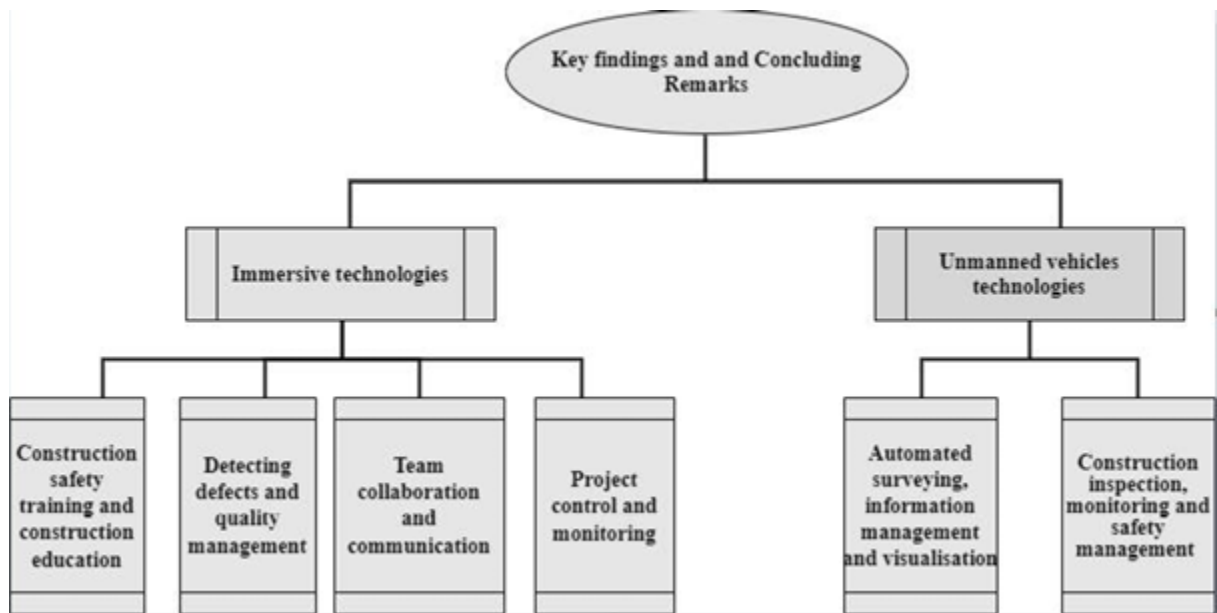 Key findings and and Concluding
Remarks
Immersive technologies
Unmanned vehicles
technologies
Construction
safety
training and
construction
education
Detecting
defects and
quality
management
Team
collaboration
and
communication
Project
control and
monitoring
Automated
surveying,
information
management
and visualisation
Construction
inspection,
monitoring and
safety
management